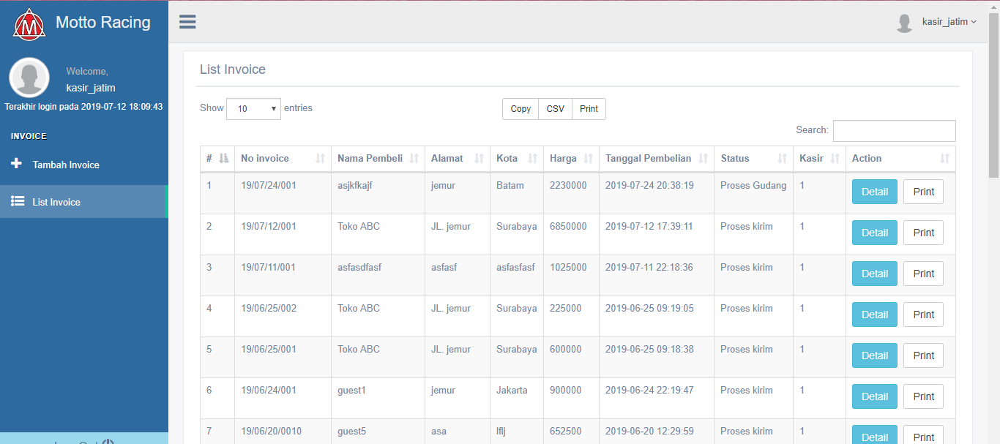 Motto Racing
kasir_jatim
Welcome,
kasir_jatim
Terakhir login pada 2019-07-12 18:09:43
INVOICE
Tambah Invoice
List Invoice
List Invoice
Show 10 entries
Copy CSV Print
Search:
# No invoice Nama Pembeli Alamat Kota Harga Tanggal Pembelian Status Kasir Action
1 19/07/24/001 asjkfkajf jemur Batam 2230000 2019-07-24 20:38:19 Proses Gudang 1 Detail Print
2 19/07/12/001 Toko ABC JL. jemur Surabaya 6850000 2019-07-12 17:39:11 Proses kirim 1 Detail Print
3 19/07/11/001 asfasdfasf asfasf asfasfasf 1025000 2019-07-11 22:18:36 Proses kirim 1 Detail Print
4 19/06/25/002 Toko ABC JL. jemur Surabaya 225000 2019-06-25 09:19:05 Proses kirim 1 Detail Print
5 19/06/25/001 Toko ABC JL. jemur Surabaya 600000 2019-06-25 09:18:38 Proses kirim 1 Detail Print
6 19/06/24/001 guest1 jemur Jakarta 900000 2019-06-24 22:19:47 Proses kirim 1 Detail Print
7 19/06/20/0010 guest5 asa lflj 652500 2019-06-20 12:29:59 Proses kirim 1 Detail Print